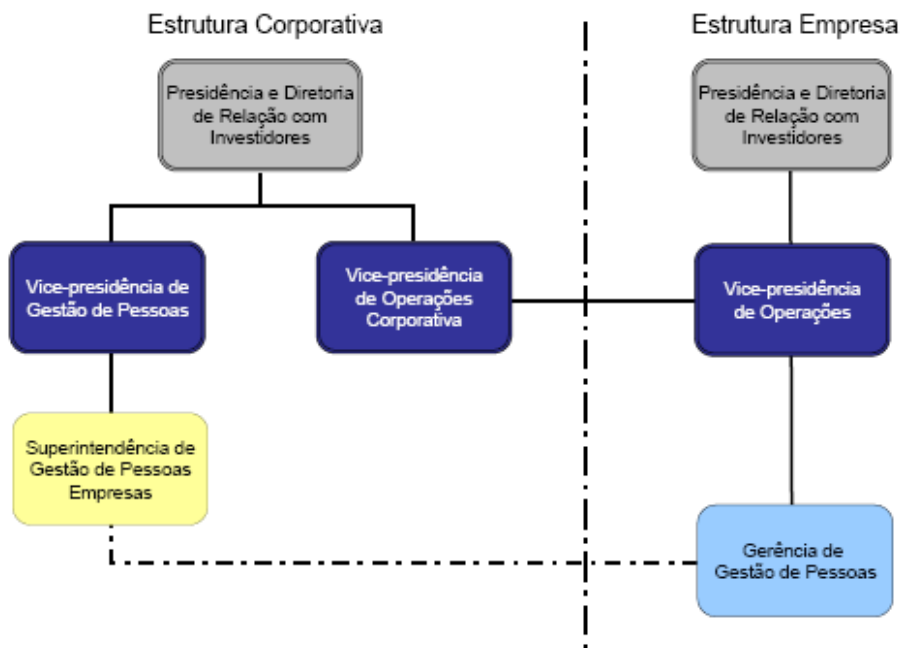 Estrutura Corporativa
Estrutura Empresa
Presidência e Diretoria
de Relação com
Investidores
Presidência e Diretoria
de Relação com
Investidores
Vice-presidência de
Gestão de Pessoas
Vice-presidência
de Operações
Corporativa
Vice-presidência
de Operações
Superintendência de
Gestão de Pessoas
Empresas
Gerência de
Gestão de Pessoas